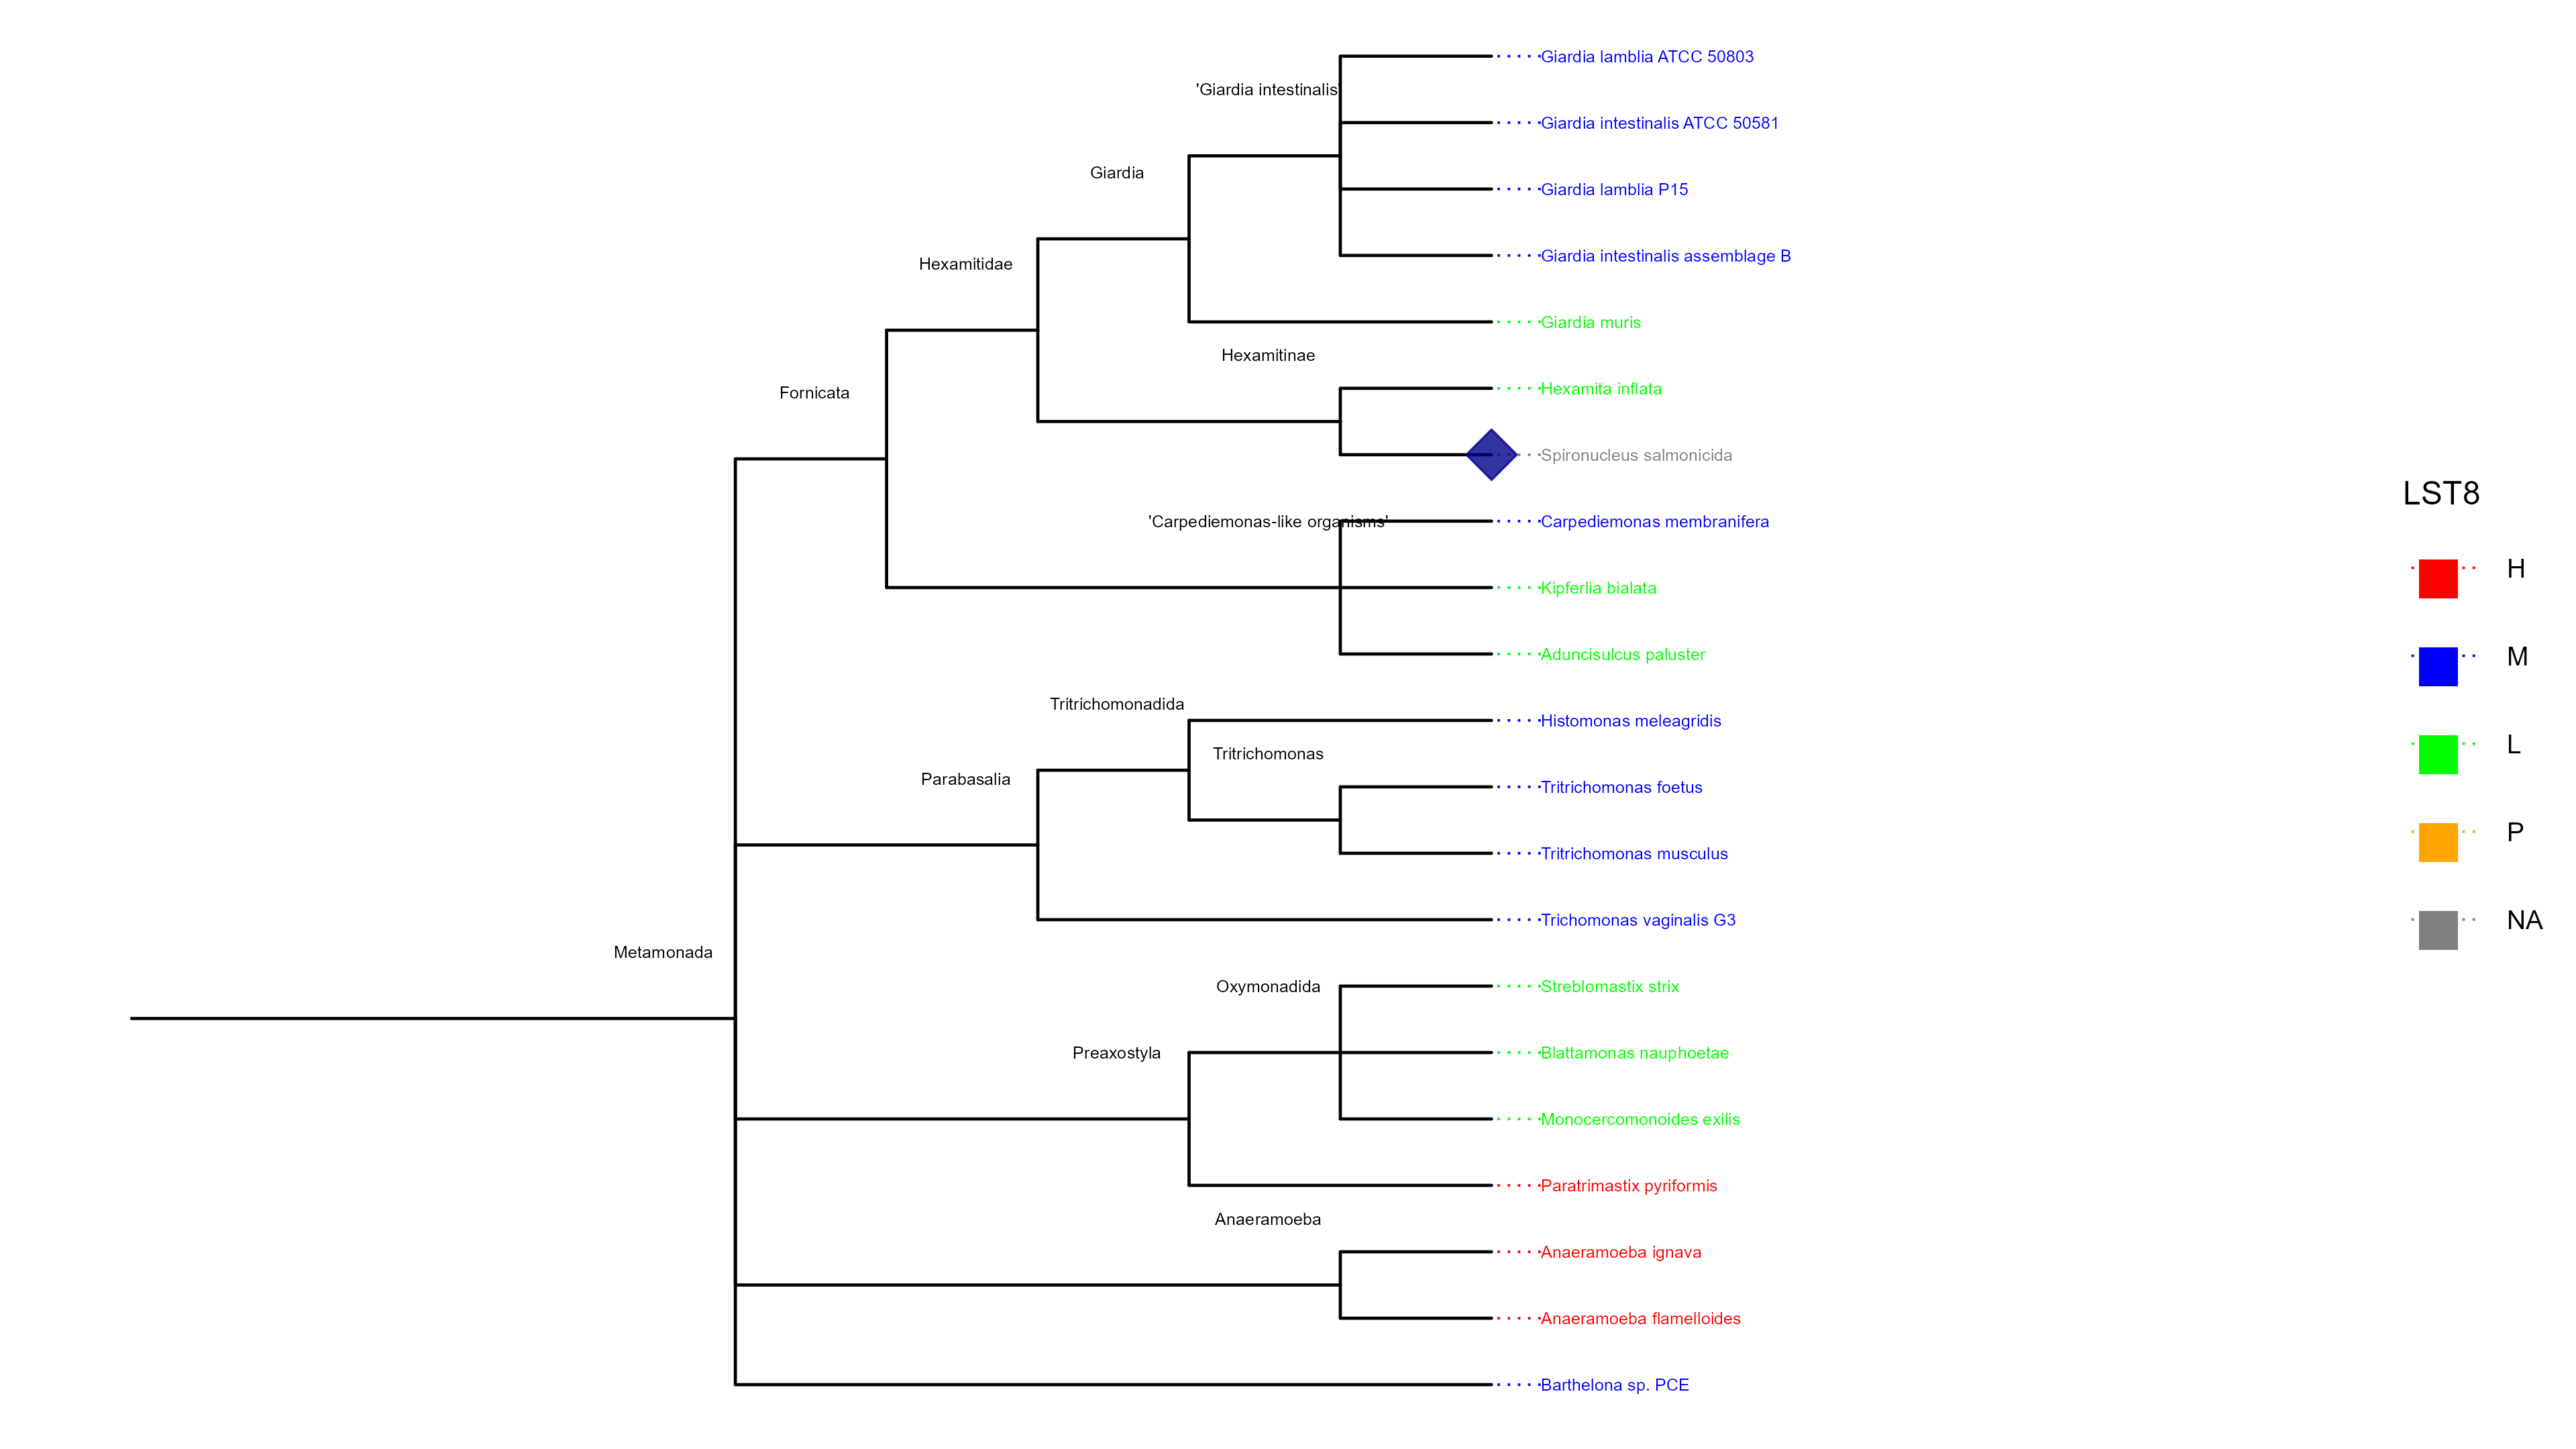 Giardia lamblia ATCC 50803
'Giardia intestinalis'
Giardia intestinalis ATCC 50581
Giardia
Giardia lamblia P15
Hexamitidae
Giardia intestinalis assemblage B
Giardia muris
Hexamitinae
Fornicata
Hexamita inflata
Spironucleus salmonicida
'Carpediemonas-like organisms'
Carpediemonas membranifera
Kipferlia bialata
Aduncisulcus paluster
Tritrichomonadida
Histomonas meleagridis
Tritrichomonas
Parabasalia
Tritrichomonas foetus
Tritrichomonas musculus
Trichomonas vaginalis G3
Metamonada
Oxymonadida
Streblomastix strix
Preaxostyla
Blattamonas nauphoetae
Monocercomonoides exilis
Paratrimastix pyriformis
Anaeramoeba
Anaeramoeba ignava
Anaeramoeba flamelloides
Barthelona sp. PCE
LST8
H
M
L
P
NA